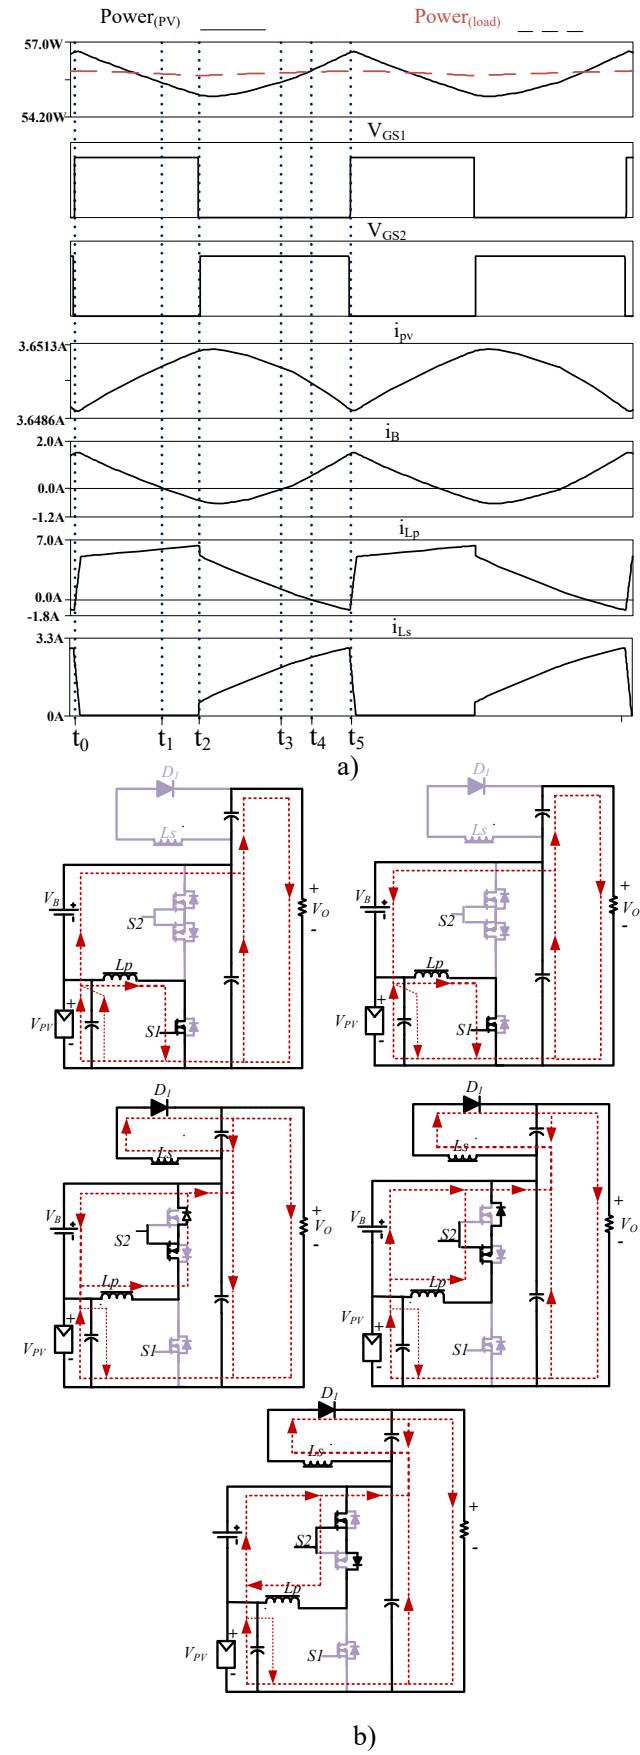 Power(PV) Power(load)
57.0W
54.20W
VGS1
VGS2
ipv
3.6513A
3.6486A
iB
2.0A
0.0A
-1.2A
iLp
7.0A
0.0A
-1.8A
iLs
3.3A
0A
t0 t1 t2 t3 t4 t5
a)
D1 D1
Ls Ls
VB + VB +
S2 VO + - S2 VO + -
Lp Lp
VPV + - S1 VPV + - S1
D1 D1
Ls Ls
VB + VB +
S2 VO + - S2 VO + -
Lp Lp
VPV + - S1 VPV + - S1
D1
Ls
+ S2 + -
Lp
VPV + - S1
b)